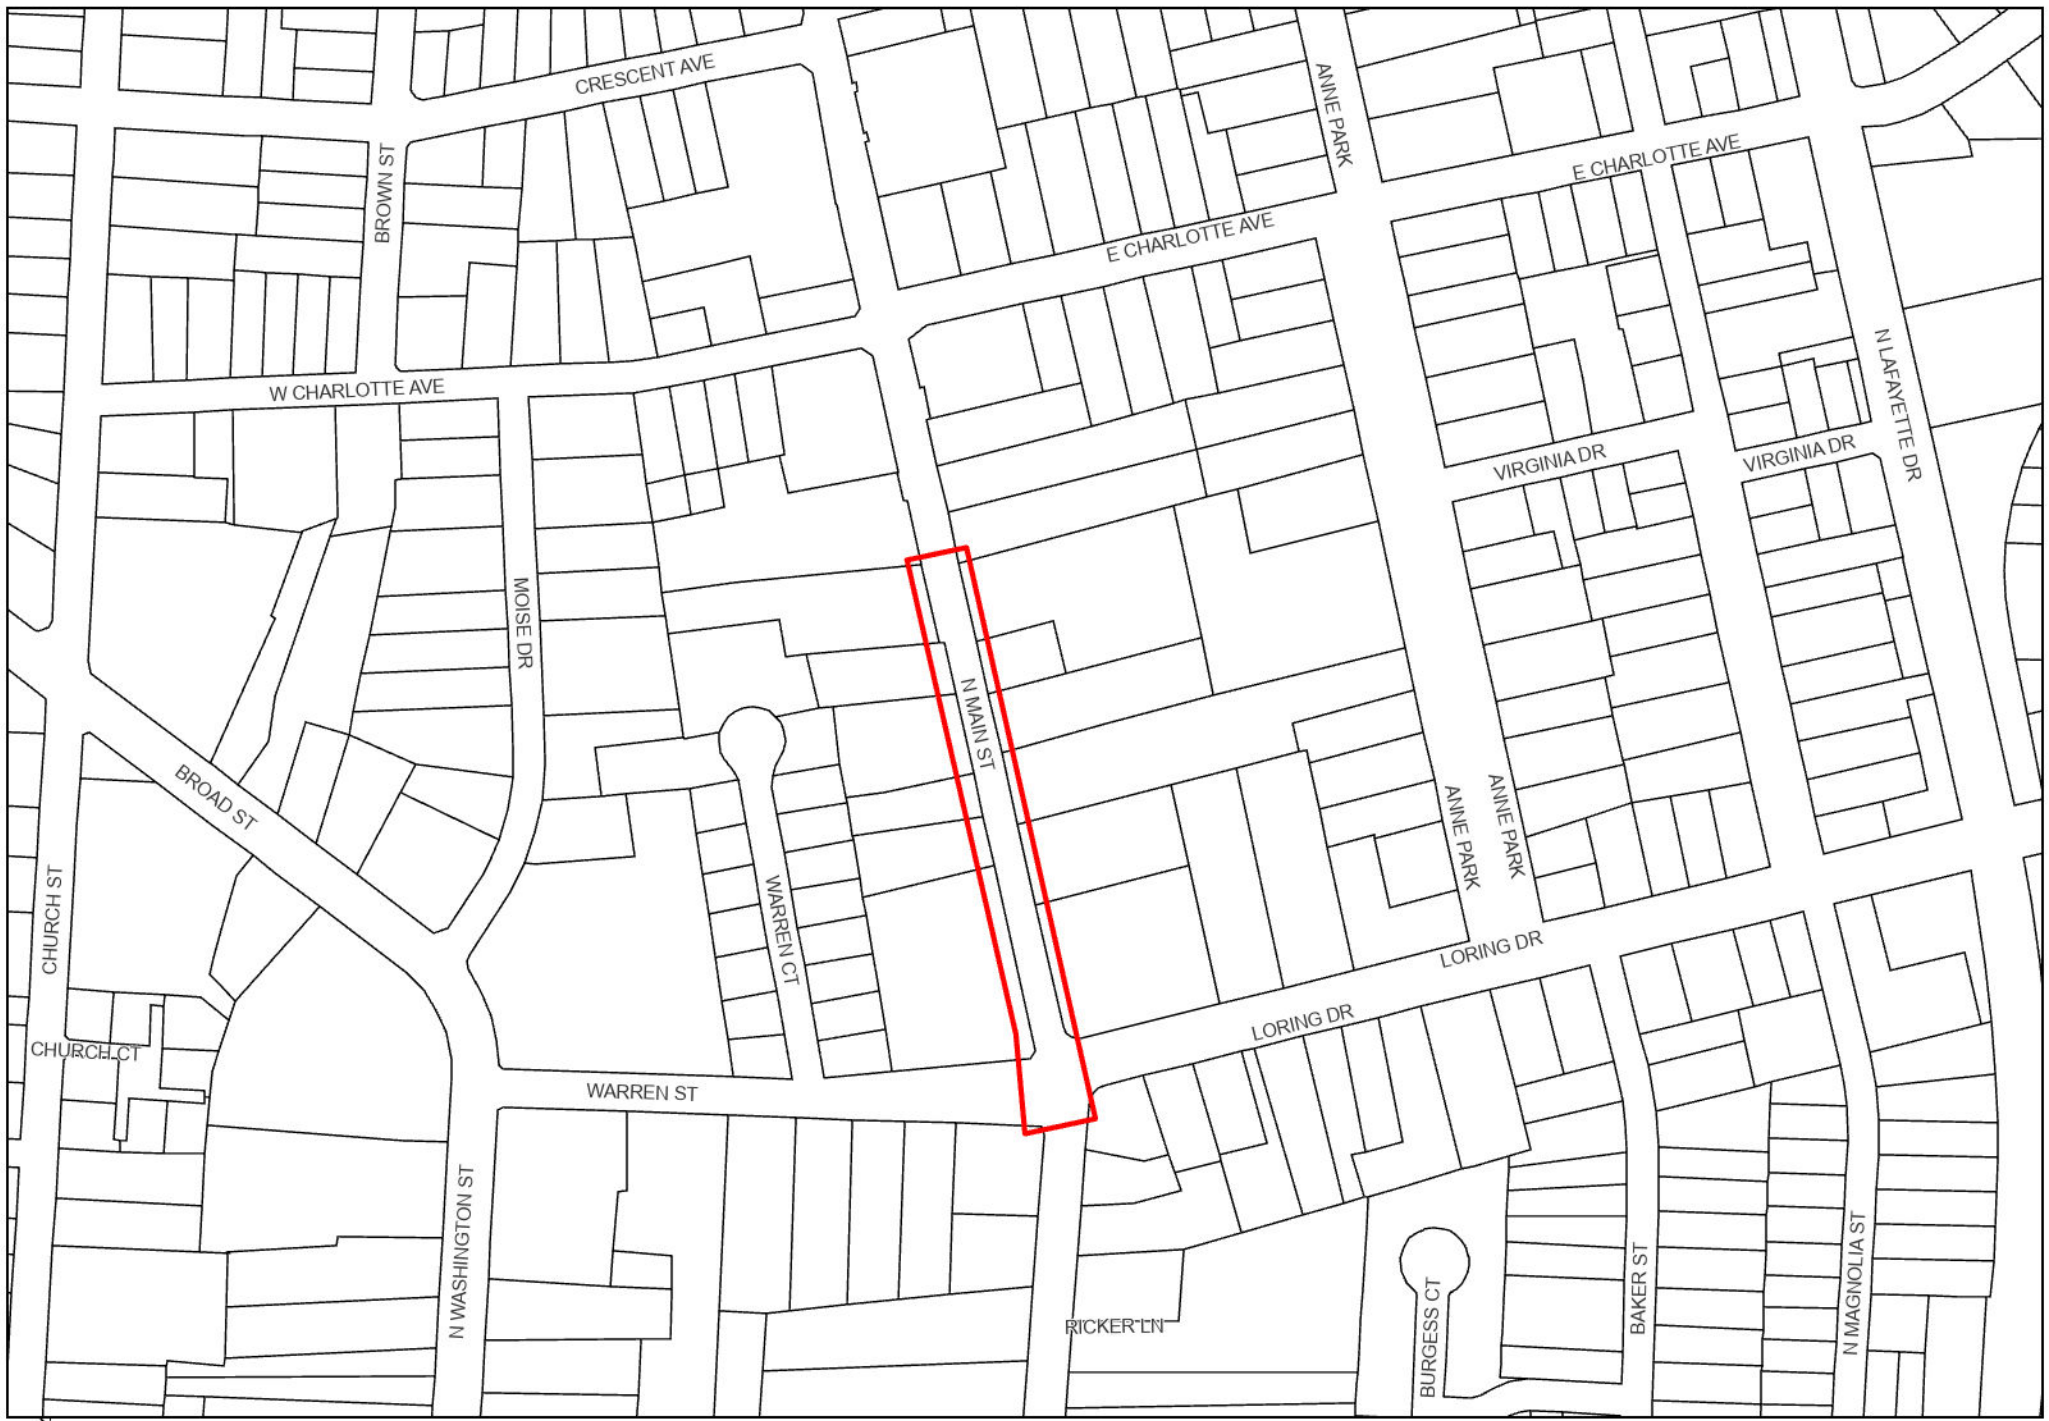 CRESCENT AVE
ANNE PARK
BROWN ST
E CHARLOTTE AVE
E CHARLOTTE AVE
W CHARLOTTE AVE
N LAFAYETTE DR
VIRGINIA DR
VIRGINIA DR
MOISE DR
N MAIN ST
BROAD ST
ANNE PARK
ANNE PARK
CHURCH ST
WARREN CT
LORING DR
LORING DR
CHURCH CT
WARREN ST
N WASHINGTON ST
RICKER LN
BURGESS CT
BAKER ST
N MAGNOLIA ST